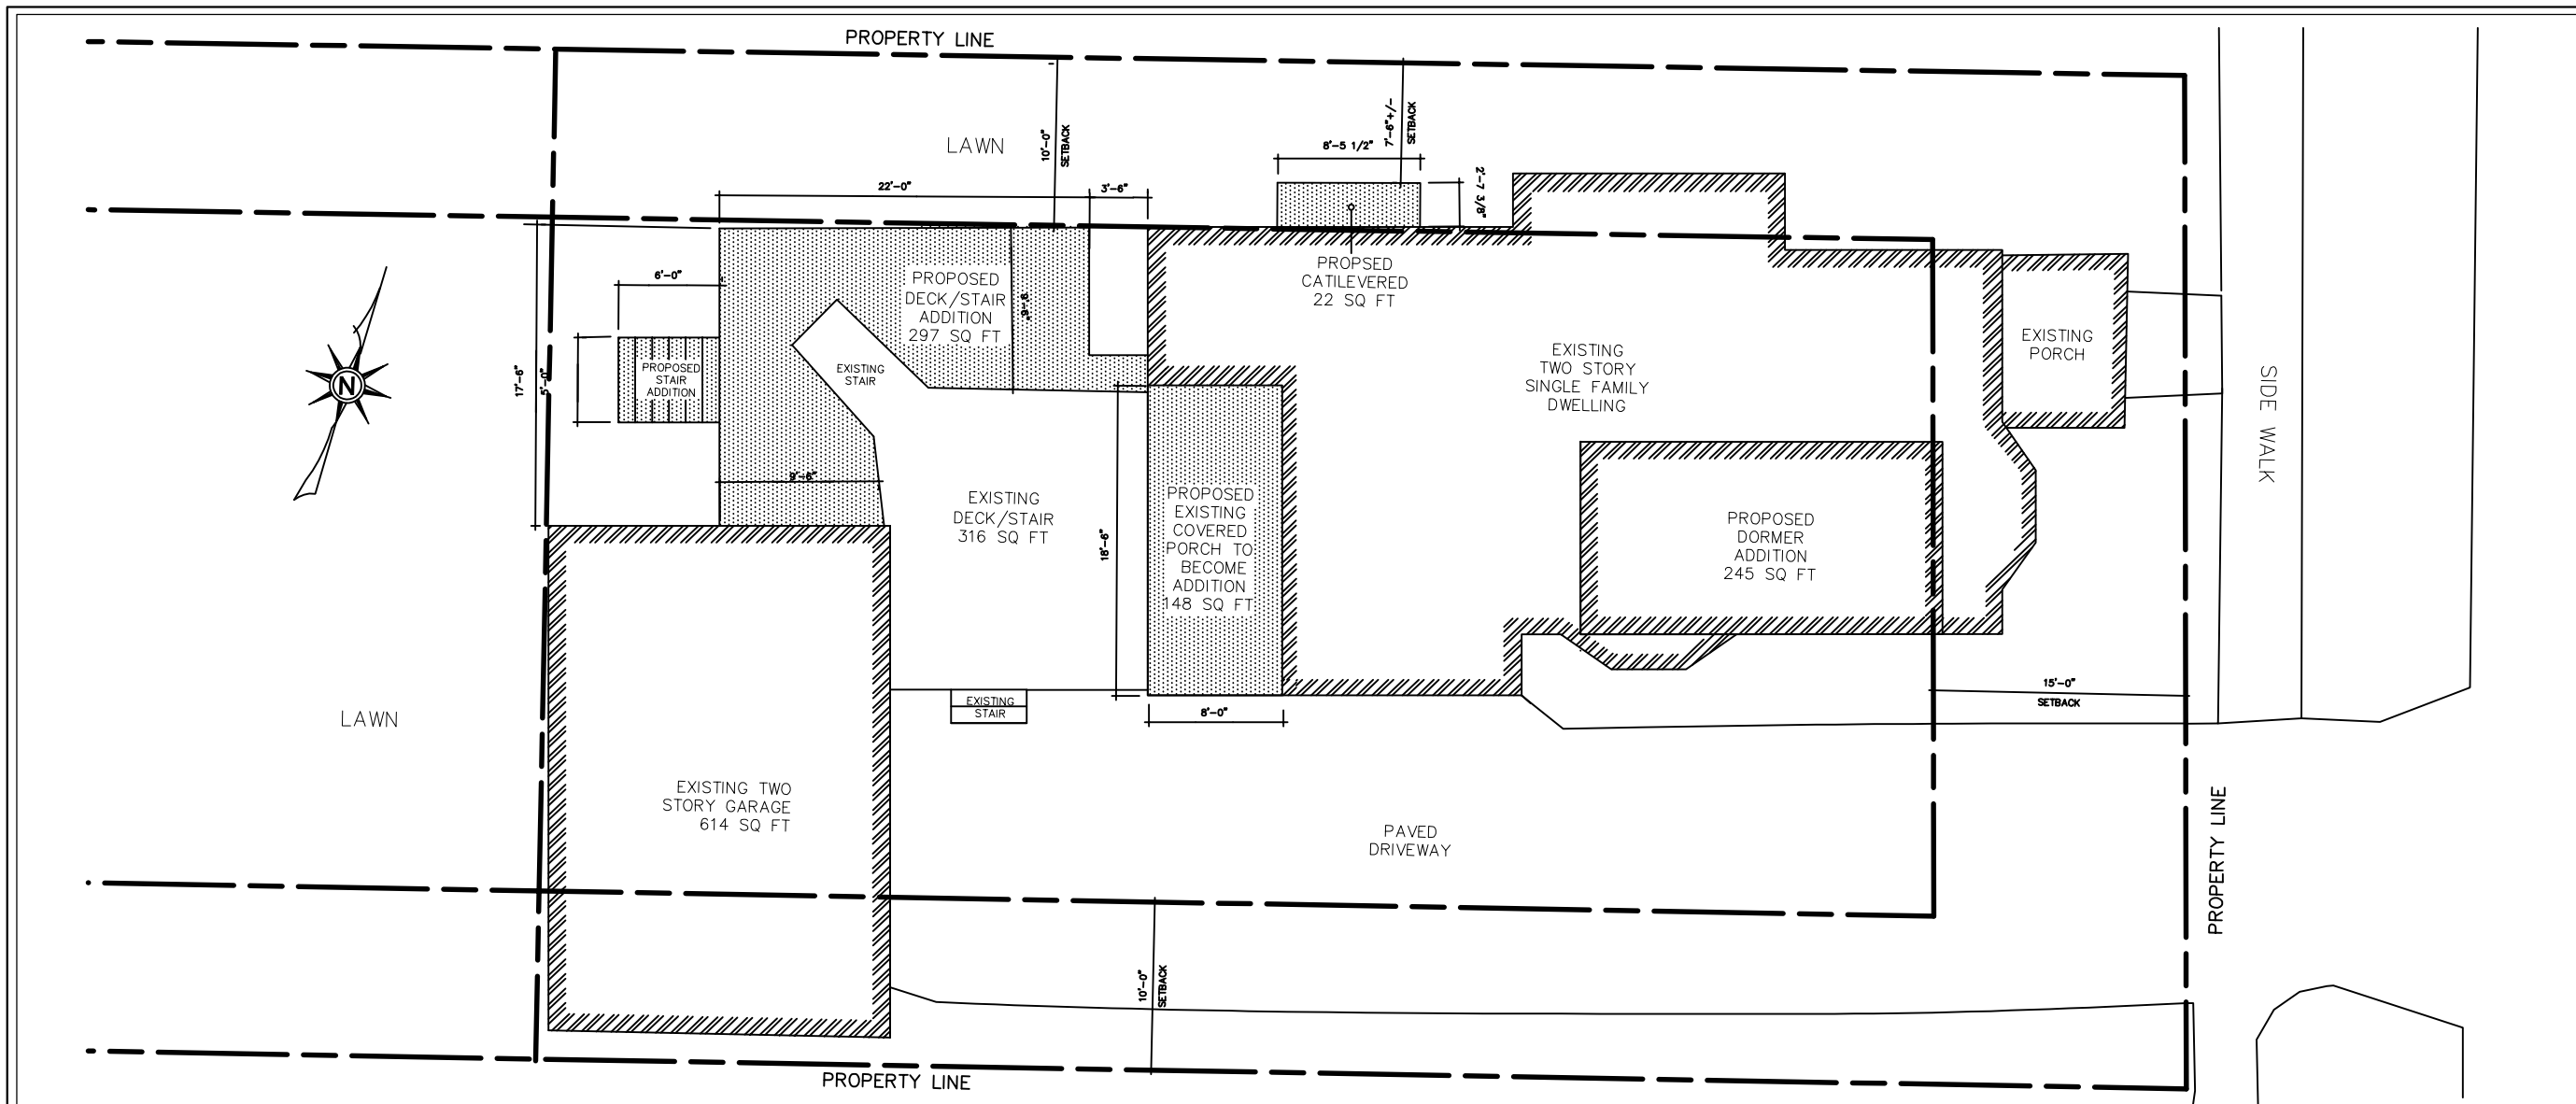 PROPERTY LINE
LAWN
10'-0"
SETBACK
7'-6"+/-
SETBACK
8'-5 1/2"
2'-7 3/8"
22'-0"
3'-6"
PROPSED
CATILEVERED
22 SQ FT
PROPOSED
DECK/STAIR
ADDITION
297 SQ FT
9'-8"
6'-0"
PROPOSED
STAIR
ADDITION
5'-0"
17'-6"
EXISTING
STAIR
N
9'-6"
EXISTING
TWO STORY
SINGLE FAMILY
DWELLING
EXISTING
PORCH
SIDE WALK
EXISTING
DECK/STAIR
316 SQ FT
18'-6"
PROPOSED
EXISTING
COVERED
PORCH TO
BECOME
ADDITION
148 SQ FT
PROPOSED
DORMER
ADDITION
245 SQ FT
15'-0"
SETBACK
EXISTING
STAIR
8'-0"
LAWN
EXISTING TWO
STORY GARAGE
614 SQ FT
PAVED
DRIVEWAY
PROPERTY LINE
10'-0"
SETBACK
PROPERTY LINE